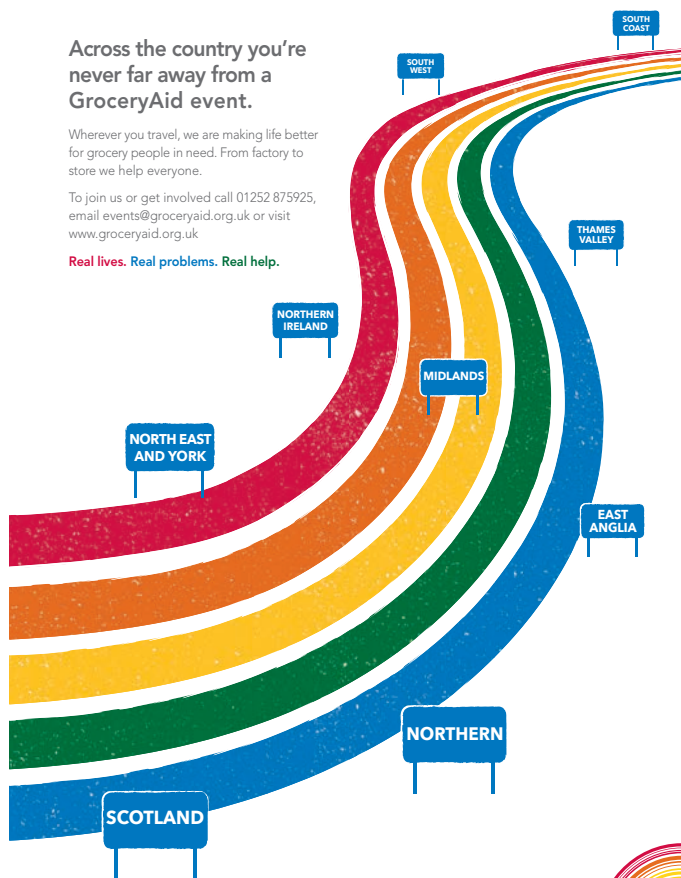 Across the country you're
never far away from a
GroceryAid event.
Wherever you travel, we are making life better
for grocery people in need. From factory to
store we help everyone.
To join us or get involved call 01252 875925,
email events@groceryaid.org.uk or visit
www.groceryaid.org.uk
Real lives. Real problems. Real help.
SOUTH
COAST
SOUTH
WEST
THAMES
VALLEY
NORTHERN
IRELAND
MIDLANDS
NORTH EAST
AND YORK
EAST
ANGLIA
NORTHERN
SCOTLAND